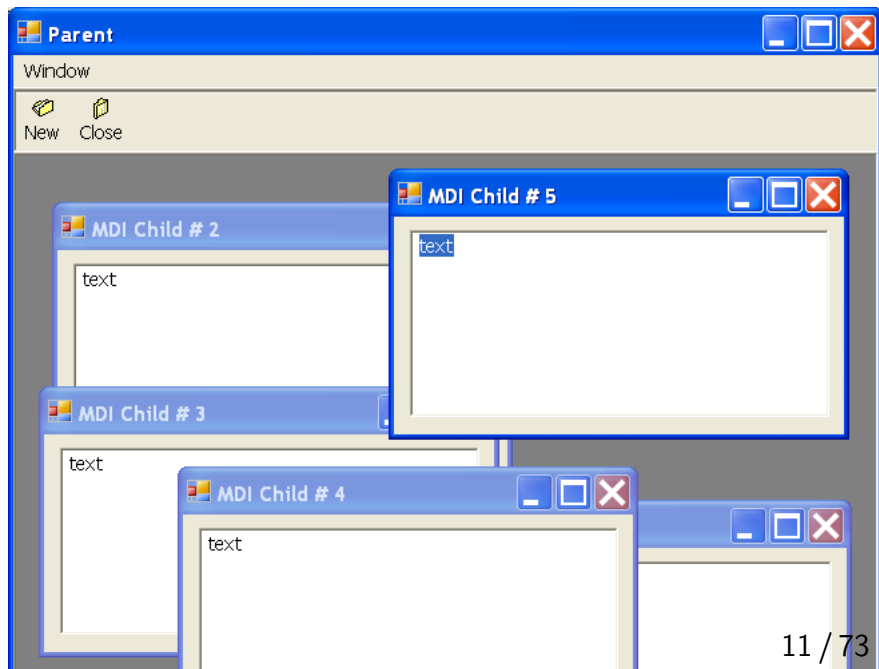 Parent
Window
New Close
MDI Child # 5
text
MDI Child # 2
text
MDI Child # 3
text
MDI Child # 4
text
11 / 73